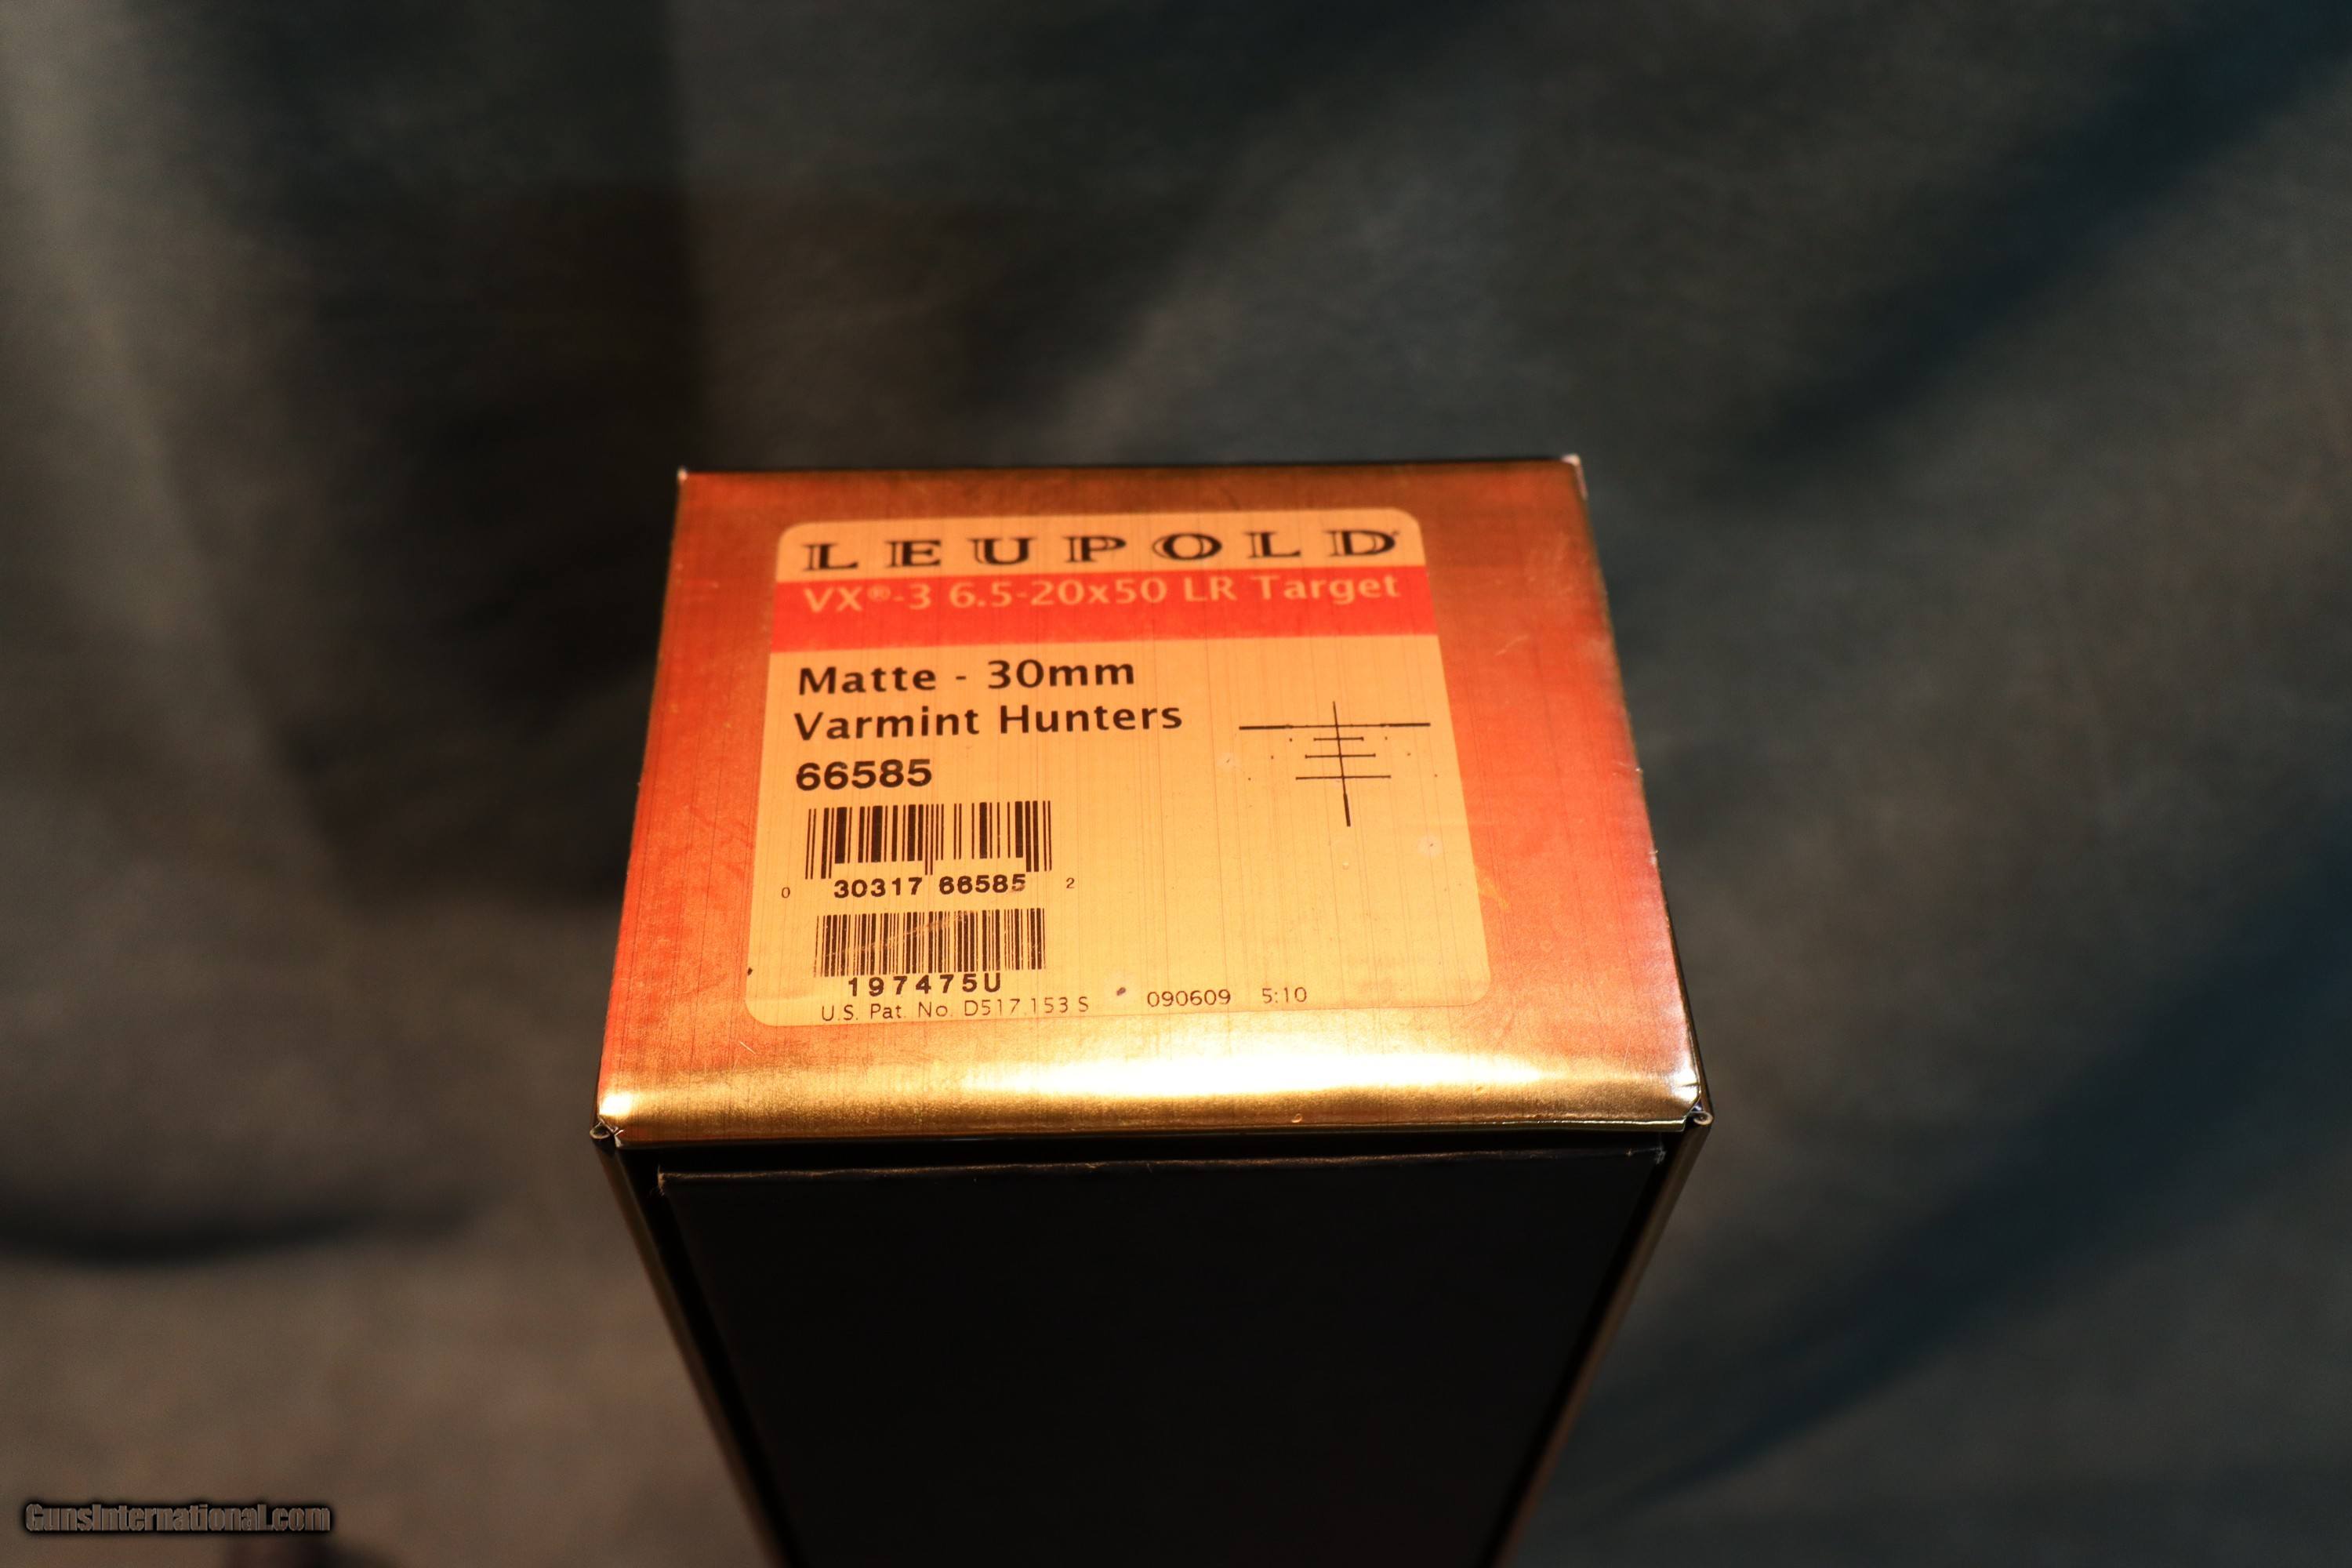 LEUPOLD
VX®-3 6.5-20x50 LR Target
Matte - 30mm
Varmint Hunters
66585
0 30317 66585 2
197475U
U.S. Pat. No. D517,153 S 090609 5:10
GunsInternational.com